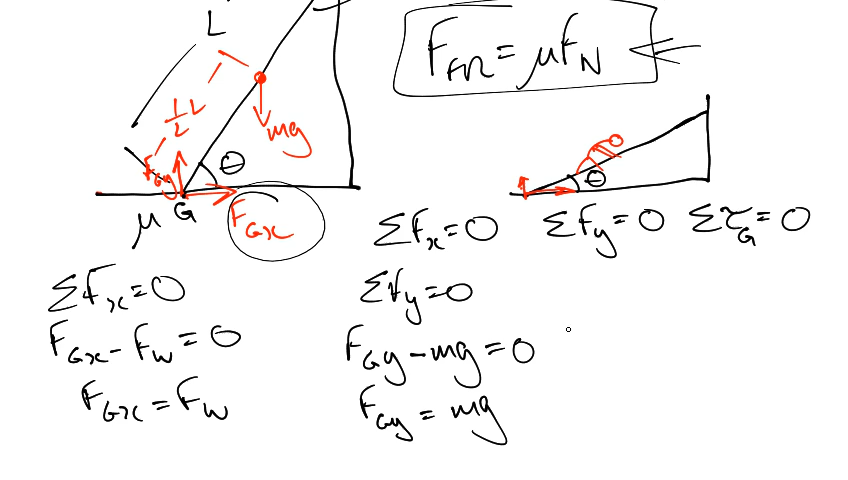 L
F_FR = μF_N
½L
mg
θ
F_Gy
θ
μ
G
F_Gx
ΣF_x = 0
ΣF_y = 0
Στ_G = 0
ΣF_x = 0
ΣF_y = 0
F_Gx - F_W = 0
F_Gy - mg = 0
F_Gx = F_W
F_Gy = mg